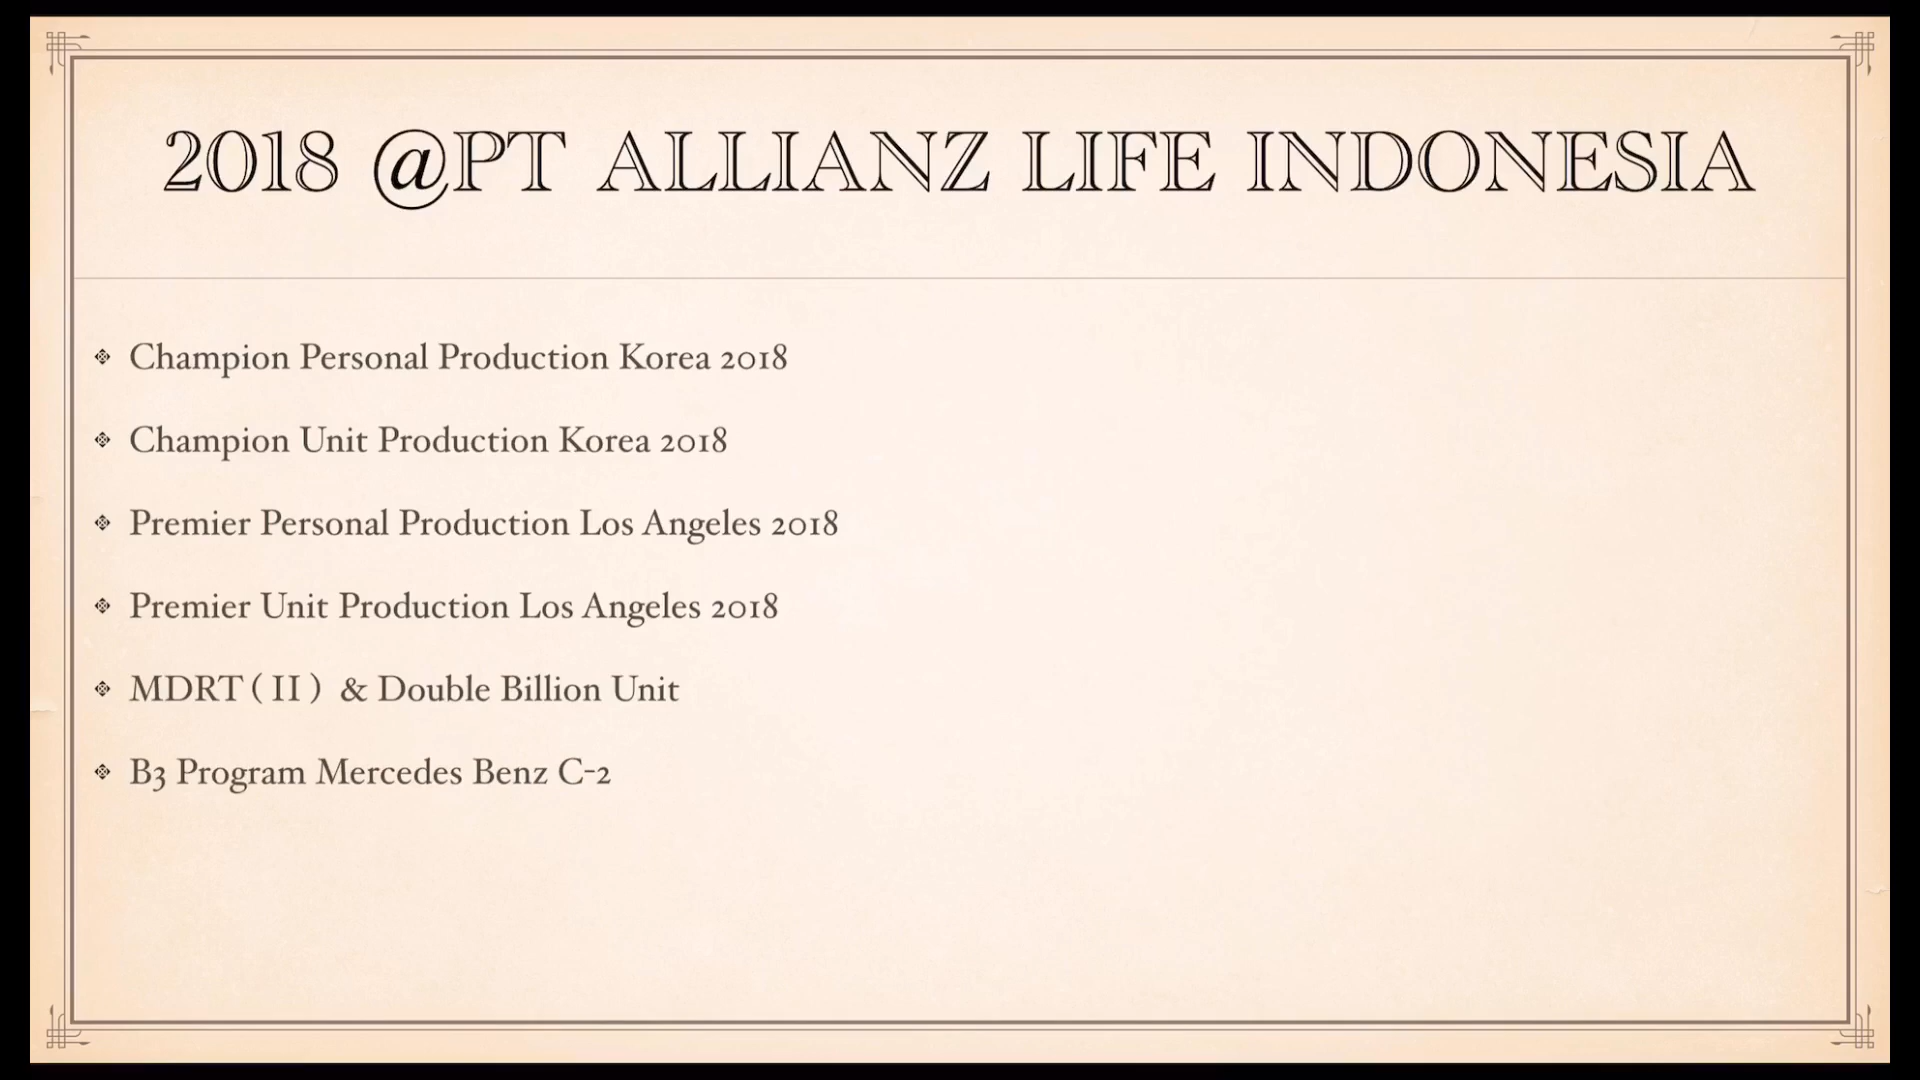 2018 @PT ALLIANZ LIFE INDONESIA
Champion Personal Production Korea 2018
Champion Unit Production Korea 2018
Premier Personal Production Los Angeles 2018
Premier Unit Production Los Angeles 2018
MDRT ( II ) & Double Billion Unit
B3 Program Mercedes Benz C-2